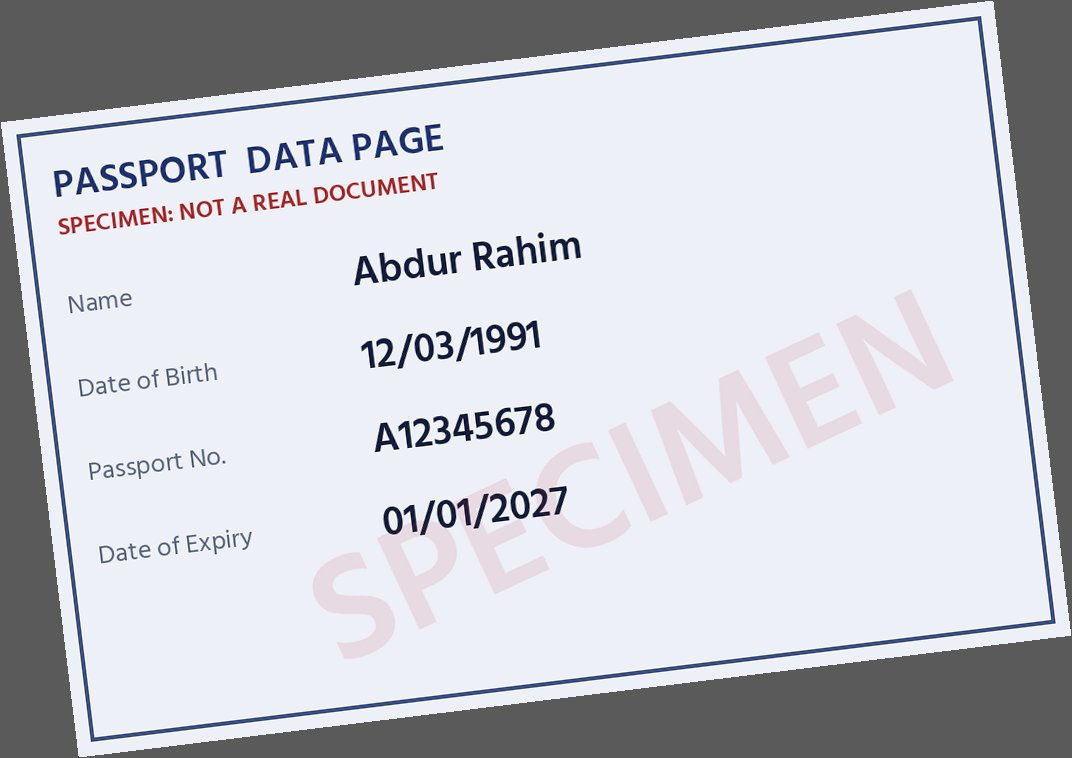 PASSPORT DATA PAGE
SPECIMEN: NOT A REAL DOCUMENT
Name Abdur Rahim
Date of Birth 12/03/1991
Passport No. A12345678
Date of Expiry 01/01/2027
SPECIMEN